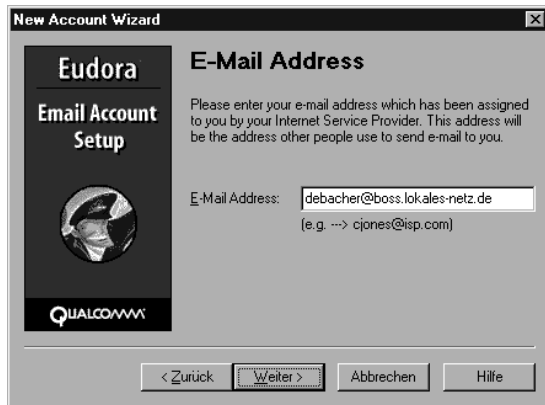 New Account Wizard
Eudora
Email Account
Setup
QUALCOMM
E-Mail Address
Please enter your e-mail address which has been assigned
to you by your Internet Service Provider. This address will
be the address other people use to send e-mail to you.
E-Mail Address: debacher@boss.lokales-netz.de
(e.g. ---> cjones@isp.com)
< Zurück Weiter > Abbrechen Hilfe